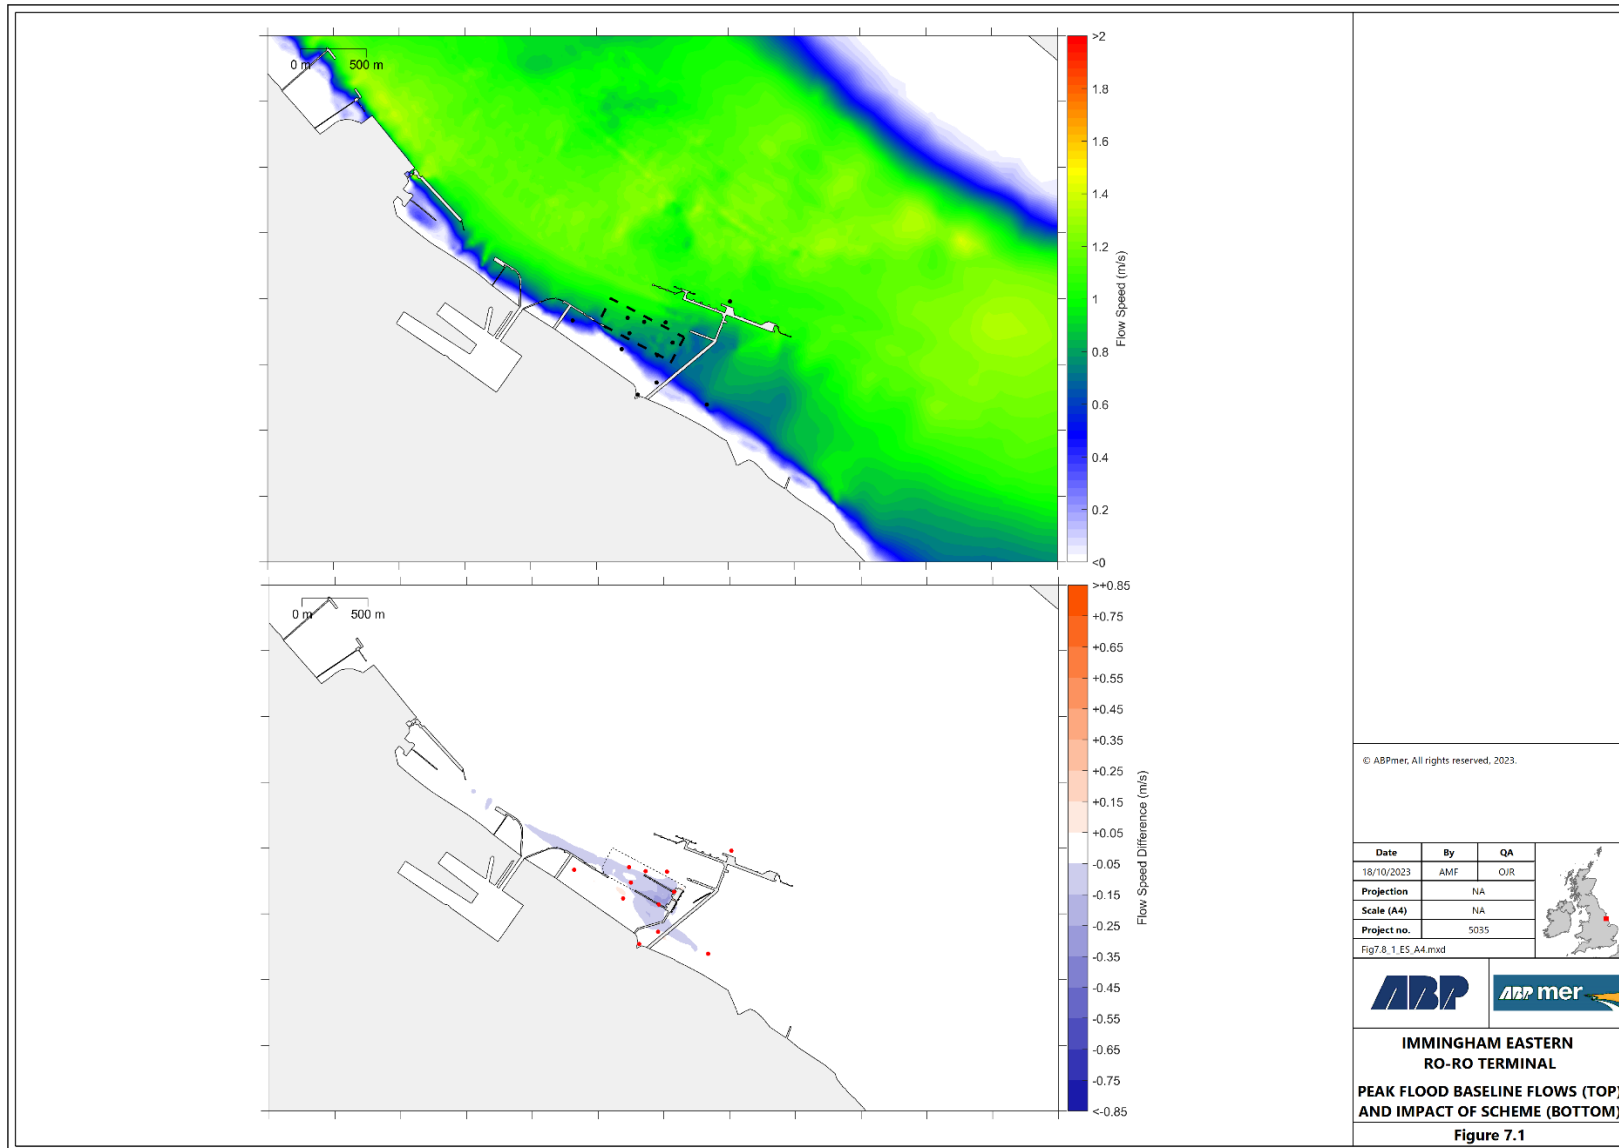 0 m 500 m
>2
1.8
1.6
1.4
1.2
1
0.8
0.6
0.4
0.2
<0
Flow Speed (m/s)
0 m 500 m
>+0.85
+0.75
+0.65
+0.55
+0.45
+0.35
+0.25
+0.15
+0.05
-0.05
-0.15
-0.25
-0.35
-0.45
-0.55
-0.65
-0.75
<-0.85
Flow Speed Difference (m/s)
© ABPmer, All rights reserved, 2023.
Date By QA
18/10/2023 AMF OJR
Projection NA
Scale (A4) NA
Project no. 5035
Fig7.8_1_ES_A4.mxd
ABP
ABP mer
IMMINGHAM EASTERN
RO-RO TERMINAL
PEAK FLOOD BASELINE FLOWS (TOP)
AND IMPACT OF SCHEME (BOTTOM)
Figure 7.1